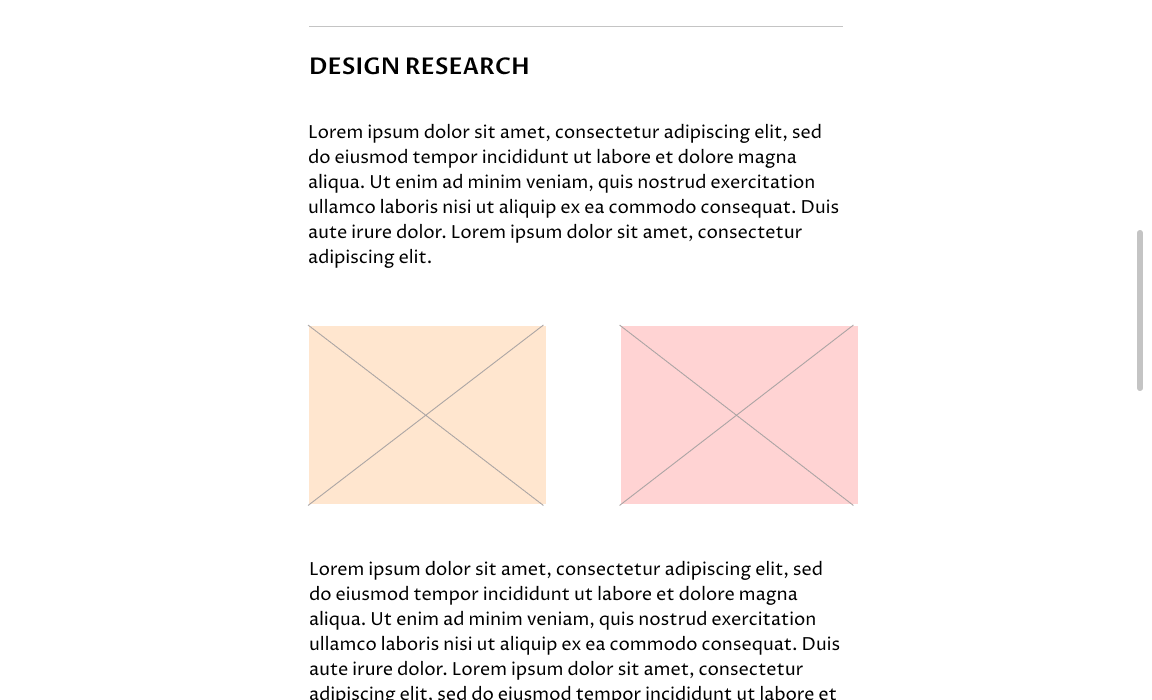 DESIGN RESEARCH
Lorem ipsum dolor sit amet, consectetur adipiscing elit, sed
do eiusmod tempor incididunt ut labore et dolore magna
aliqua. Ut enim ad minim veniam, quis nostrud exercitation
ullamco laboris nisi ut aliquip ex ea commodo consequat. Duis
aute irure dolor. Lorem ipsum dolor sit amet, consectetur
adipiscing elit.
Lorem ipsum dolor sit amet, consectetur adipiscing elit, sed
do eiusmod tempor incididunt ut labore et dolore magna
aliqua. Ut enim ad minim veniam, quis nostrud exercitation
ullamco laboris nisi ut aliquip ex ea commodo consequat. Duis
aute irure dolor. Lorem ipsum dolor sit amet, consectetur
adipiscing elit, sed do eiusmod tempor incididunt ut labore et